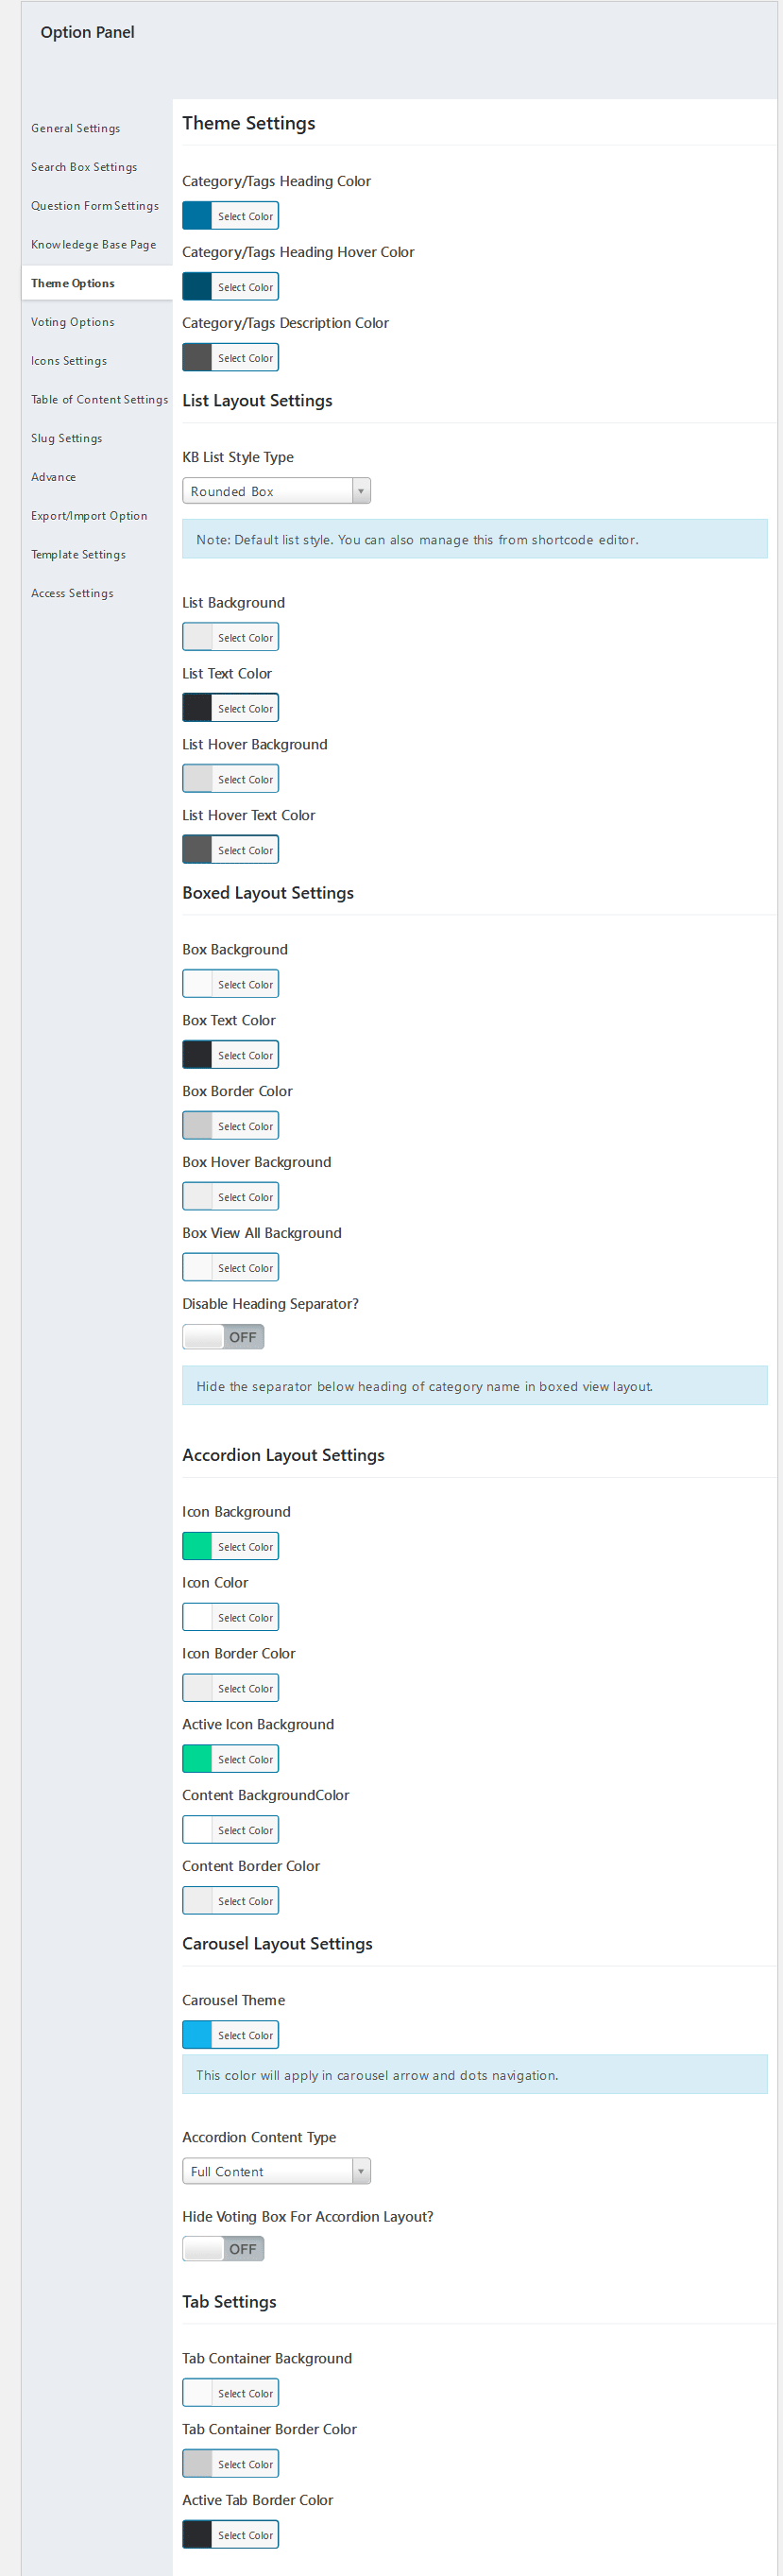 Option Panel
General Settings
Search Box Settings
Question Form Settings
Knowledege Base Page
Theme Options
Voting Options
Icons Settings
Table of Content Settings
Slug Settings
Advance
Export/Import Option
Template Settings
Access Settings
Theme Settings
Category/Tags Heading Color
Select Color
Category/Tags Heading Hover Color
Select Color
Category/Tags Description Color
Select Color
List Layout Settings
KB List Style Type
Rounded Box
Note: Default list style. You can also manage this from shortcode editor.
List Background
Select Color
List Text Color
Select Color
List Hover Background
Select Color
List Hover Text Color
Select Color
Boxed Layout Settings
Box Background
Select Color
Box Text Color
Select Color
Box Border Color
Select Color
Box Hover Background
Select Color
Box View All Background
Select Color
Disable Heading Separator?
OFF
Hide the separator below heading of category name in boxed view layout.
Accordion Layout Settings
Icon Background
Select Color
Icon Color
Select Color
Icon Border Color
Select Color
Active Icon Background
Select Color
Content BackgroundColor
Select Color
Content Border Color
Select Color
Carousel Layout Settings
Carousel Theme
Select Color
This color will apply in carousel arrow and dots navigation.
Accordion Content Type
Full Content
Hide Voting Box For Accordion Layout?
OFF
Tab Settings
Tab Container Background
Select Color
Tab Container Border Color
Select Color
Active Tab Border Color
Select Color